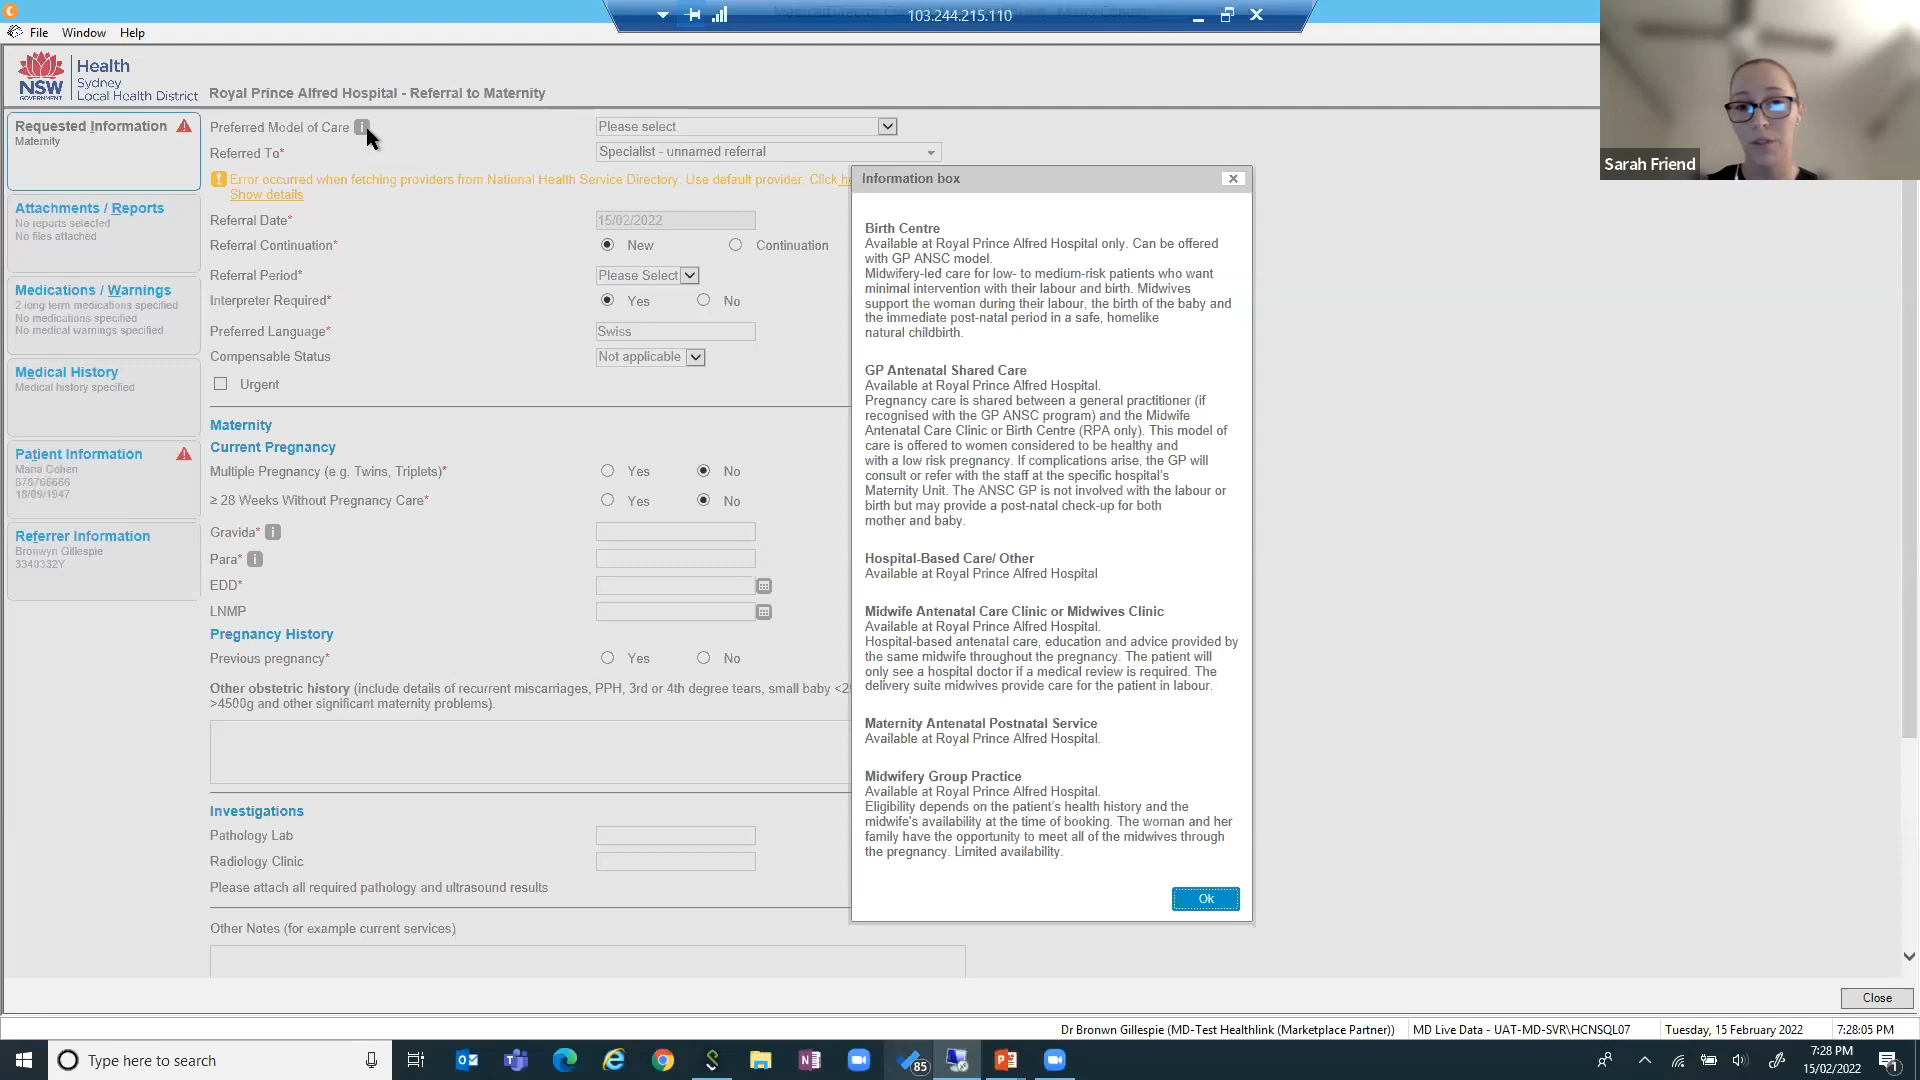 103.244.215.110
File Window Help
NSW
GOVERNMENT
Health
Sydney
Local Health District
Royal Prince Alfred Hospital - Referral to Maternity
Sarah Friend
Requested Information
Maternity
Attachments / Reports
No reports selected
No files attached
Medications / Warnings
2 long term medications specified
No medications specified
No medical warnings specified
Medical History
Medical history specified
Patient Information
Maria Cohen
18/09/1947
Referrer Information
Bronwyn Gillespie
3340332Y
Preferred Model of Care i Please select
Referred To* Specialist - unnamed referral
Error occurred when fetching providers from National Health Service Directory. Use default provider. Click he
Show details
Referral Date* 15/02/2022
Referral Continuation* New Continuation
Referral Period* Please Select
Interpreter Required* Yes No
Preferred Language* Swiss
Compensable Status Not applicable
Urgent
Maternity
Current Pregnancy
Multiple Pregnancy (e.g. Twins, Triplets)* Yes No
≥ 28 Weeks Without Pregnancy Care* Yes No
Gravida* i
Para* i
EDD*
LNMP
Pregnancy History
Previous pregnancy* Yes No
Other obstetric history (include details of recurrent miscarriages, PPH, 3rd or 4th degree tears, small baby <2
>4500g and other significant maternity problems).
Investigations
Pathology Lab
Radiology Clinic
Please attach all required pathology and ultrasound results
Other Notes (for example current services)
Information box
Birth Centre
Available at Royal Prince Alfred Hospital only. Can be offered
with GP ANSC model.
Midwifery-led care for low- to medium-risk patients who want
minimal intervention with their labour and birth. Midwives
support the woman during their labour, the birth of the baby and
the immediate post-natal period in a safe, homelike
natural childbirth.
GP Antenatal Shared Care
Available at Royal Prince Alfred Hospital.
Pregnancy care is shared between a general practitioner (if
recognised with the GP ANSC program) and the Midwife
Antenatal Care Clinic or Birth Centre (RPA only). This model of
care is offered to women considered to be healthy and
with a low risk pregnancy. If complications arise, the GP will
consult or refer with the staff at the specific hospital's
Maternity Unit. The ANSC GP is not involved with the labour or
birth but may provide a post-natal check-up for both
mother and baby.
Hospital-Based Care/ Other
Available at Royal Prince Alfred Hospital
Midwife Antenatal Care Clinic or Midwives Clinic
Available at Royal Prince Alfred Hospital.
Hospital-based antenatal care, education and advice provided by
the same midwife throughout the pregnancy. The patient will
only see a hospital doctor if a medical review is required. The
delivery suite midwives provide care for the patient in labour.
Maternity Antenatal Postnatal Service
Available at Royal Prince Alfred Hospital.
Midwifery Group Practice
Available at Royal Prince Alfred Hospital.
Eligibility depends on the patient's health history and the
midwife's availability at the time of booking. The woman and her
family have the opportunity to meet all of the midwives through
the pregnancy. Limited availability.
Ok
Close
Dr Bronwn Gillespie (MD-Test Healthlink (Marketplace Partner)) MD Live Data - UAT-MD-SVR\HCNSQL07 Tuesday, 15 February 2022 7:28:05 PM
Type here to search
85
7:28 PM
15/02/2022
1